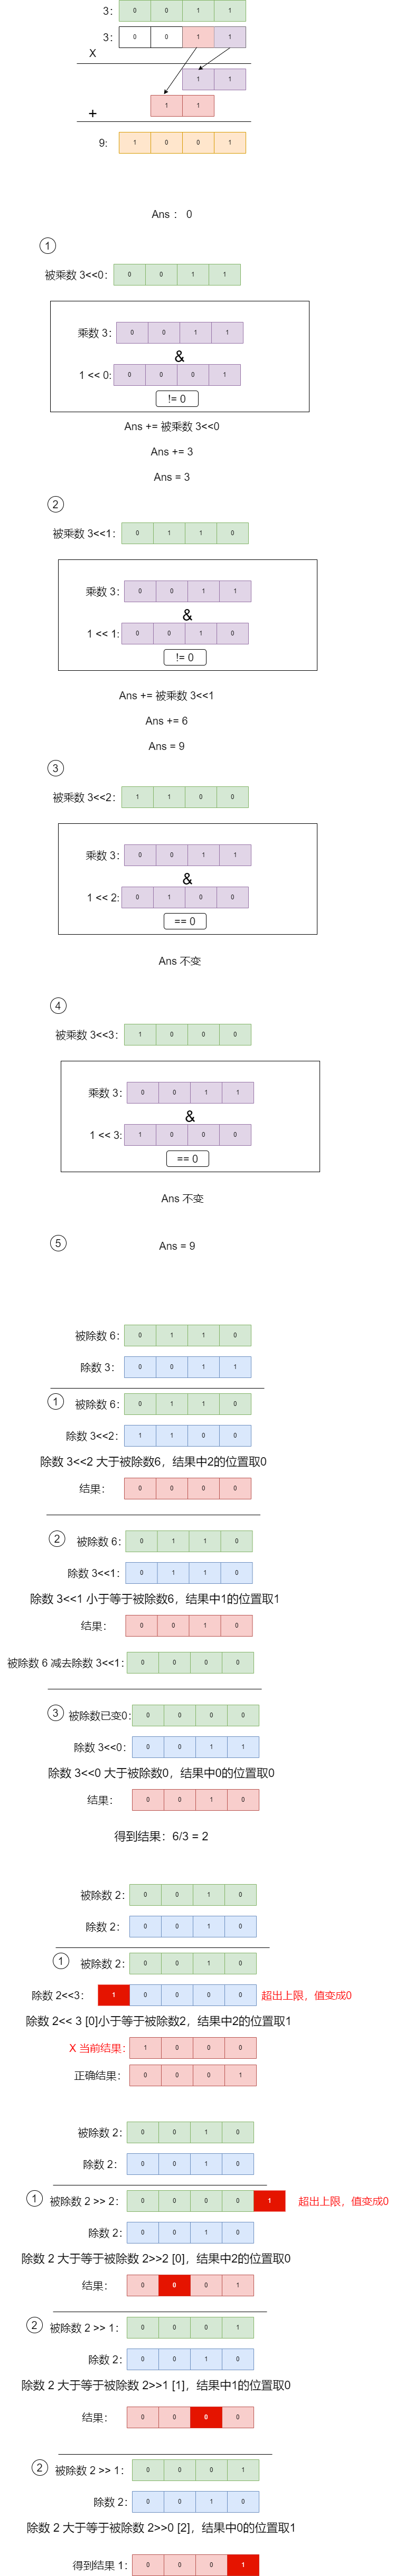 3: 0 0 1 1
3: 0 0 1 1
X
1 1
1 1
+
9: 1 0 0 1
Ans : 0
①
被乘数 3<<0: 0 0 1 1
乘数 3: 0 0 1 1
&
1 << 0: 0 0 0 1
!= 0
Ans += 被乘数 3<<0
Ans += 3
Ans = 3
②
被乘数 3<<1: 0 1 1 0
乘数 3: 0 0 1 1
&
1 << 1: 0 0 1 0
!= 0
Ans += 被乘数 3<<1
Ans += 6
Ans = 9
③
被乘数 3<<2: 1 1 0 0
乘数 3: 0 0 1 1
&
1 << 2: 0 1 0 0
== 0
Ans 不变
④
被乘数 3<<3: 1 0 0 0
乘数 3: 0 0 1 1
&
1 << 3: 1 0 0 0
== 0
Ans 不变
⑤ Ans = 9
被除数 6: 0 1 1 0
除数 3: 0 0 1 1
① 被除数 6: 0 1 1 0
除数 3<<2: 1 1 0 0
除数 3<<2 大于被除数6，结果中2的位置取0
结果: 0 0 0 0
② 被除数 6: 0 1 1 0
除数 3<<1: 0 1 1 0
除数 3<<1 小于等于被除数6，结果中1的位置取1
结果: 0 0 1 0
被除数 6 减去除数 3<<1: 0 0 0 0
③ 被除数已变0: 0 0 0 0
除数 3<<0: 0 0 1 1
除数 3<<0 大于被除数0，结果中0的位置取0
结果: 0 0 1 0
得到结果：6/3 = 2
被除数 2: 0 0 1 0
除数 2: 0 0 1 0
① 被除数 2: 0 0 1 0
除数 2<<3: 1 0 0 0 0 超出上限，值变成0
除数 2<< 3 [0]小于等于被除数2，结果中2的位置取1
X 当前结果: 1 0 0 0
正确结果: 0 0 0 1
被除数 2: 0 0 1 0
除数 2: 0 0 1 0
① 被除数 2 >> 2: 0 0 0 0 1 超出上限，值变成0
除数 2: 0 0 1 0
除数 2 大于等于被除数 2>>2 [0]，结果中2的位置取0
结果: 0 0 0 1
② 被除数 2 >> 1: 0 0 0 1
除数 2: 0 0 1 0
除数 2 大于等于被除数 2>>1 [1]，结果中1的位置取0
结果: 0 0 0 0
② 被除数 2 >> 1: 0 0 0 1
除数 2: 0 0 1 0
除数 2 大于等于被除数 2>>0 [2]，结果中0的位置取1
得到结果 1: 0 0 0 1